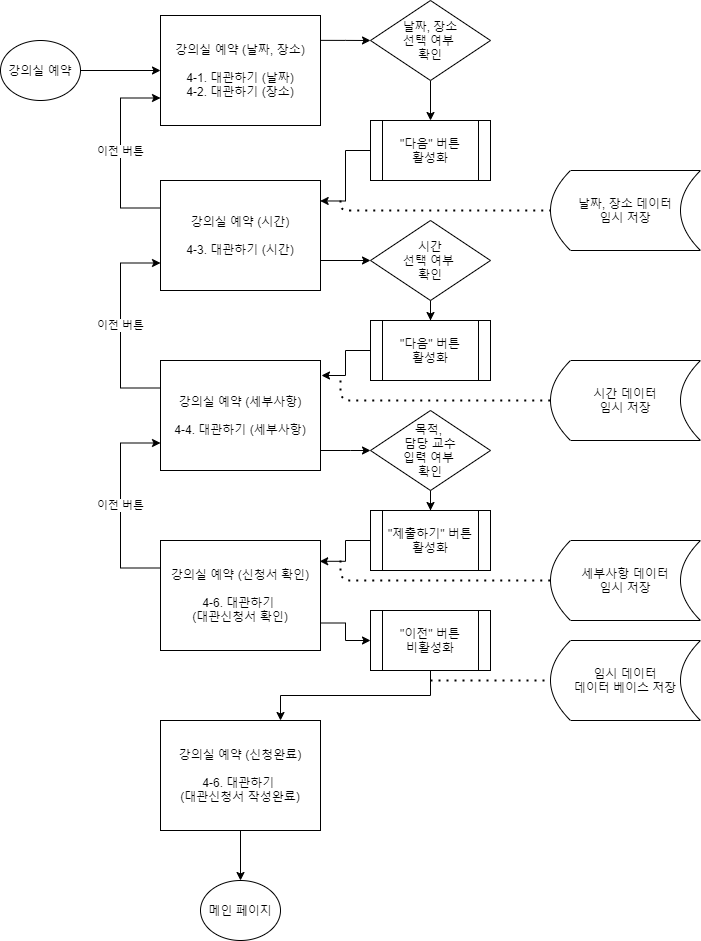 강의실 예약
강의실 예약 (날짜, 장소)
4-1. 대관하기 (날짜)
4-2. 대관하기 (장소)
날짜, 장소
선택 여부
확인
이전 버튼
"다음" 버튼
활성화
날짜, 장소 데이터
임시 저장
강의실 예약 (시간)
4-3. 대관하기 (시간)
시간
선택 여부
확인
이전 버튼
"다음" 버튼
활성화
시간 데이터
임시 저장
강의실 예약 (세부사항)
4-4. 대관하기 (세부사항)
목적,
담당 교수
입력 여부
확인
이전 버튼
"제출하기" 버튼
활성화
세부사항 데이터
임시 저장
강의실 예약 (신청서 확인)
4-6. 대관하기
(대관신청서 확인)
"이전" 버튼
비활성화
임시 데이터
데이터 베이스 저장
강의실 예약 (신청완료)
4-6. 대관하기
(대관신청서 작성완료)
메인 페이지